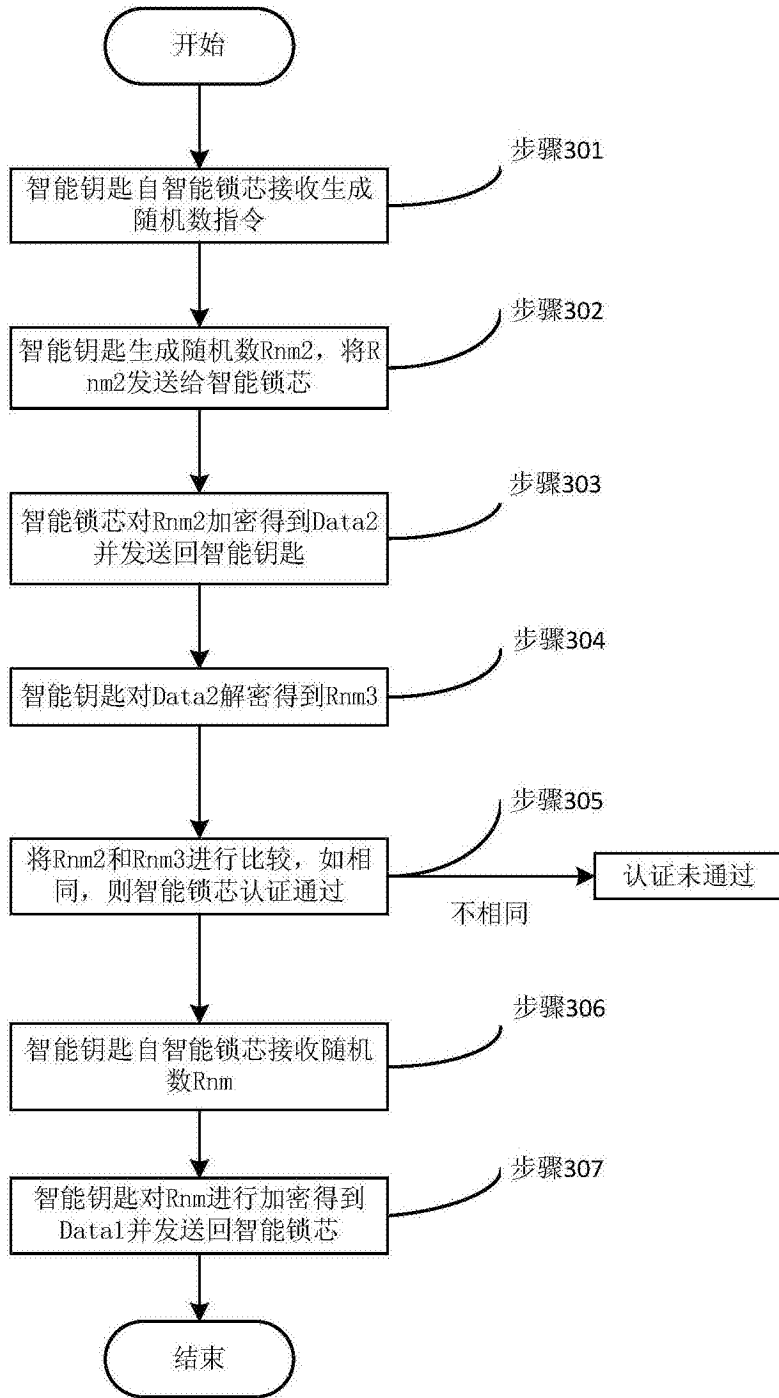 开始
步骤301
智能钥匙自智能锁芯接收生成
随机数指令
步骤302
智能钥匙生成随机数Rnm2，将R
nm2发送给智能锁芯
步骤303
智能锁芯对Rnm2加密得到Data2
并发送回智能钥匙
步骤304
智能钥匙对Data2解密得到Rnm3
步骤305
将Rnm2和Rnm3进行比较，如相
同，则智能锁芯认证通过
认证未通过
不相同
步骤306
智能钥匙自智能锁芯接收随机
数Rnm
步骤307
智能钥匙对Rnm进行加密得到
Data1并发送回智能锁芯
结束